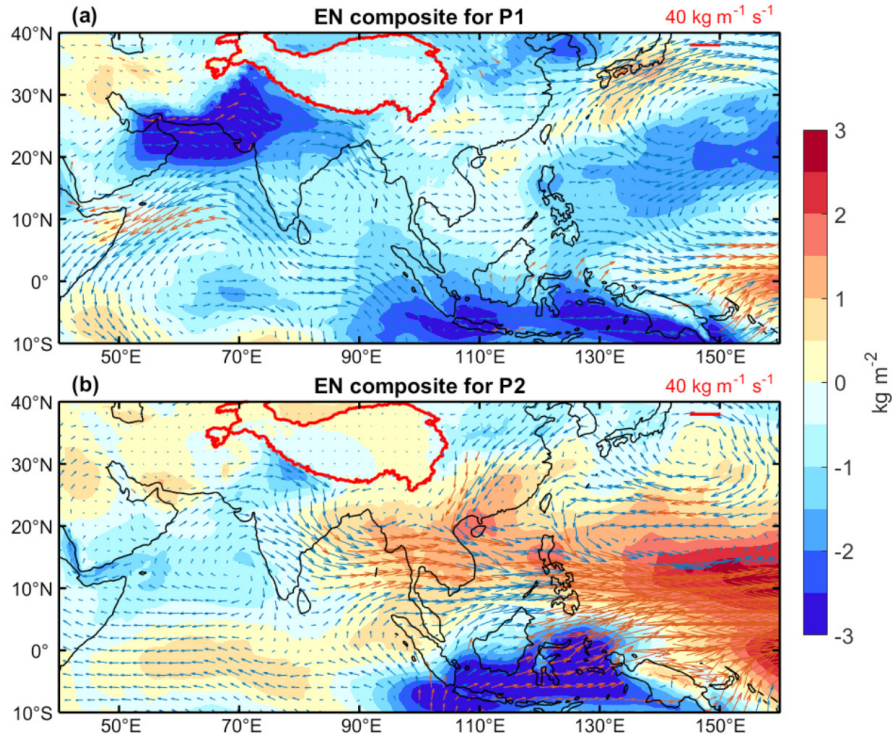 (a) EN composite for P1 40 kg m⁻¹ s⁻¹
40°N
30°N
20°N
10°N
0°
10°S
50°E 70°E 90°E 110°E 130°E 150°E
(b) EN composite for P2 40 kg m⁻¹ s⁻¹
40°N
30°N
20°N
10°N
0°
10°S
50°E 70°E 90°E 110°E 130°E 150°E
3
2
1
0
-1
-2
-3
kg m⁻²